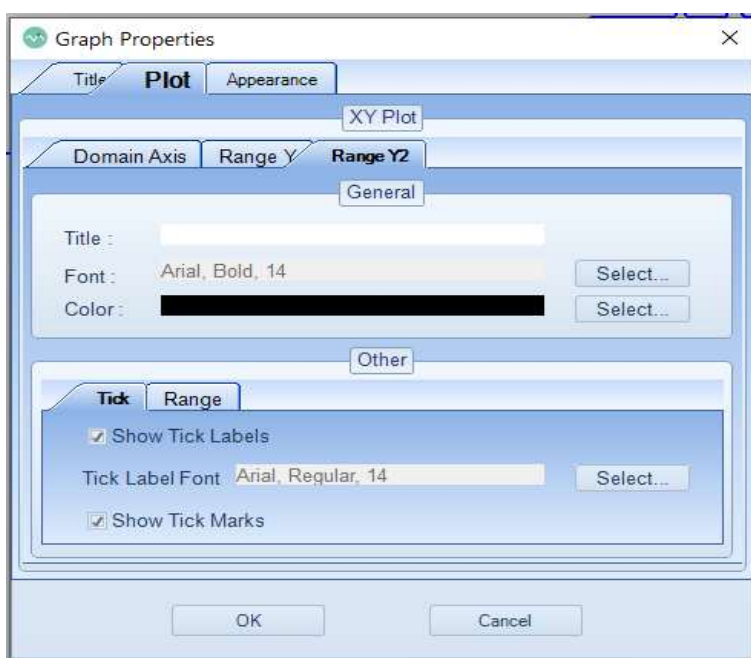 Graph Properties
Title Plot Appearance
XY Plot
Domain Axis Range Y Range Y2
General
Title :
Font : Arial, Bold, 14 Select...
Color : Select...
Other
Tick Range
Show Tick Labels
Tick Label Font Arial, Regular, 14 Select...
Show Tick Marks
OK Cancel